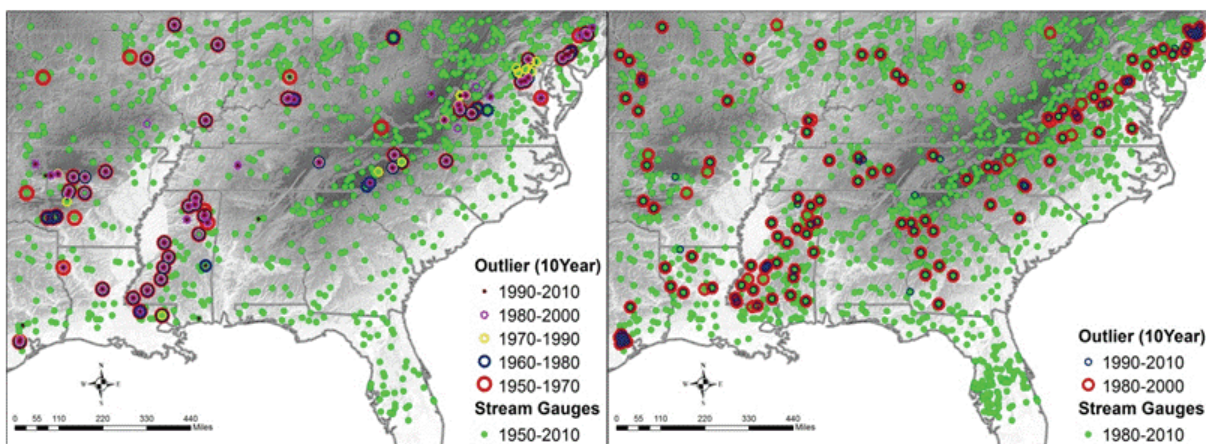 Outlier (10Year)
1990-2010
1980-2000
1970-1990
1960-1980
1950-1970
Stream Gauges
1950-2010
N
W E
S
0 55 110 220 330 440
Miles
Outlier (10Year)
1990-2010
1980-2000
Stream Gauges
1980-2010
N
W E
S
0 55 110 220 330 440
Miles